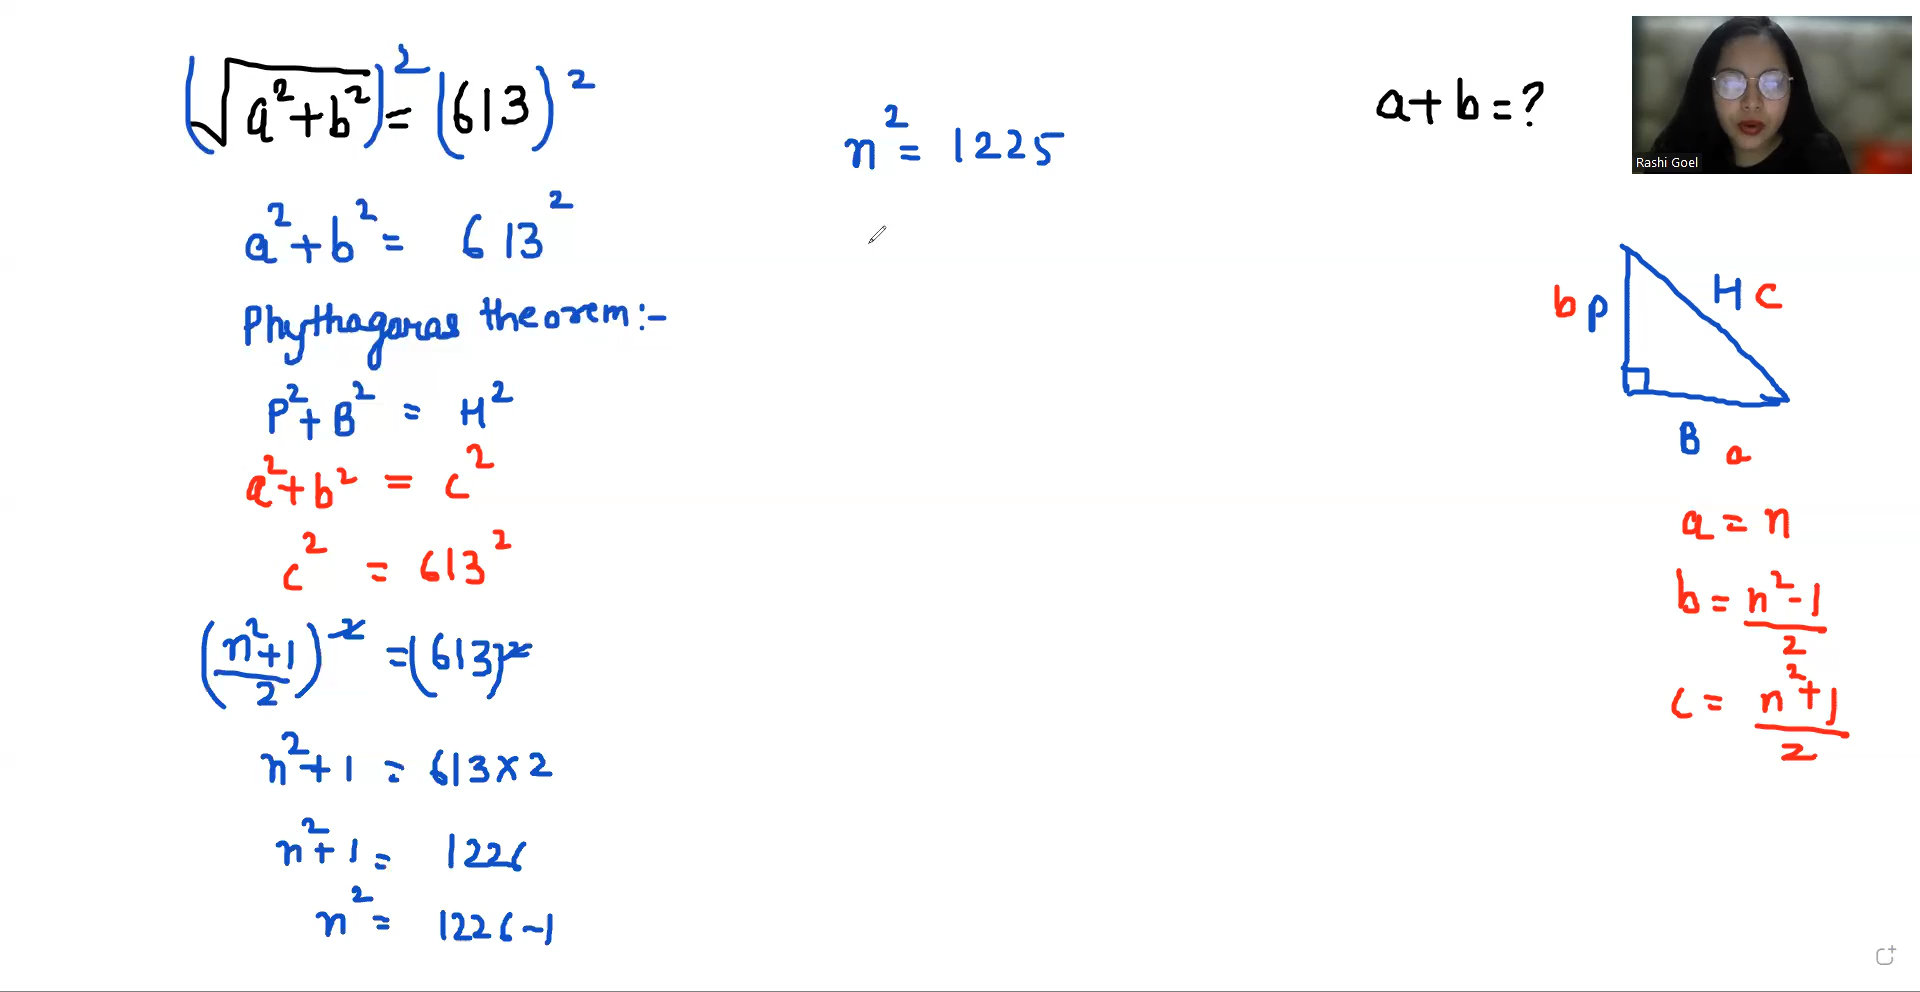 (√a²+b²)² = (613)²
a²+b² = 613²
Phythagoras theorem:-
P²+B² = H²
a²+b² = c²
c² = 613²
(n²+1/2)² = (613)²
n²+1 = 613×2
n²+1 = 1226
n² = 1226-1
n² = 1225
a+b=?
Rashi Goel
b P H C
B a
a = n
b = n²-1/2
c = n²+1/2